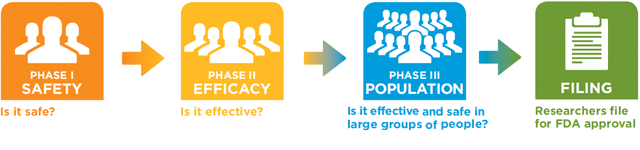 PHASE I
SAFETY
Is it safe?
PHASE II
EFFICACY
Is it effective?
PHASE III
POPULATION
Is it effective and safe in
large groups of people?
FILING
Researchers file
for FDA approval